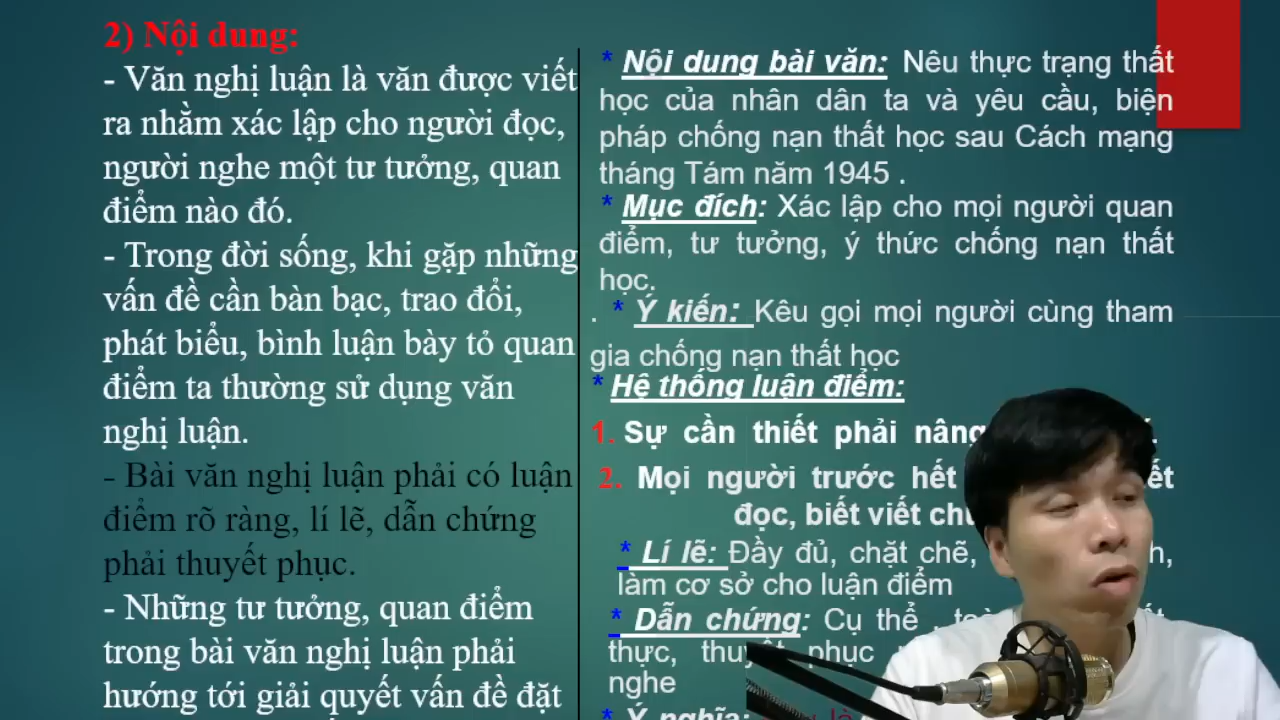 2) Nội dung:
- Văn nghị luận là văn được viết
ra nhằm xác lập cho người đọc,
người nghe một tư tưởng, quan
điểm nào đó.
- Trong đời sống, khi gặp những
vấn đề cần bàn bạc, trao đổi,
phát biểu, bình luận bày tỏ quan
điểm ta thường sử dụng văn
nghị luận.
- Bài văn nghị luận phải có luận
điểm rõ ràng, lí lẽ, dẫn chứng
phải thuyết phục.
- Những tư tưởng, quan điểm
trong bài văn nghị luận phải
hướng tới giải quyết vấn đề đặt
* Nội dung bài văn: Nêu thực trạng thất
học của nhân dân ta và yêu cầu, biện
pháp chống nạn thất học sau Cách mạng
tháng Tám năm 1945 .
* Mục đích: Xác lập cho mọi người quan
điểm, tư tưởng, ý thức chống nạn thất
học.
. * Ý kiến: Kêu gọi mọi người cùng tham
gia chống nạn thất học
* Hệ thống luận điểm:
1. Sự cần thiết phải nâng
2. Mọi người trước hết
đọc, biết viết
* Lí lẽ: Đầy đủ, chặt chẽ,
làm cơ sở cho luận điểm
* Dẫn chứng: Cụ thể ,
thực, thuyết phục
nghe
* Ý nghĩa: là